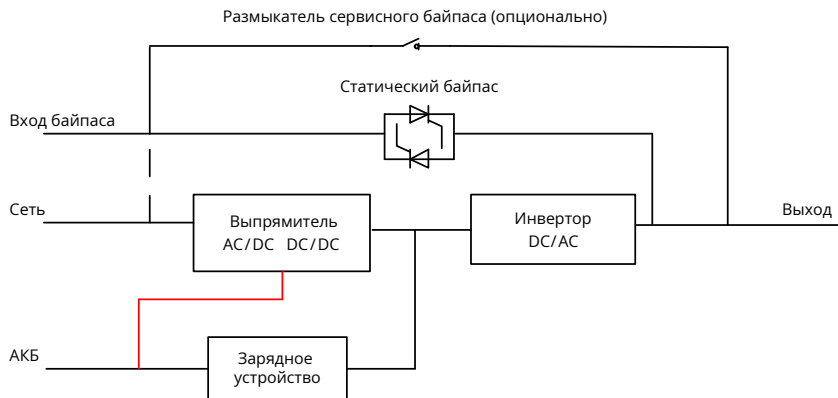 Размыкатель сервисного байпаса (опционально)
Статический байпас
Вход байпаса
Сеть
Выпрямитель
AC/DC DC/DC
Инвертор
DC/AC
Выход
АКБ
Зарядное
устройство